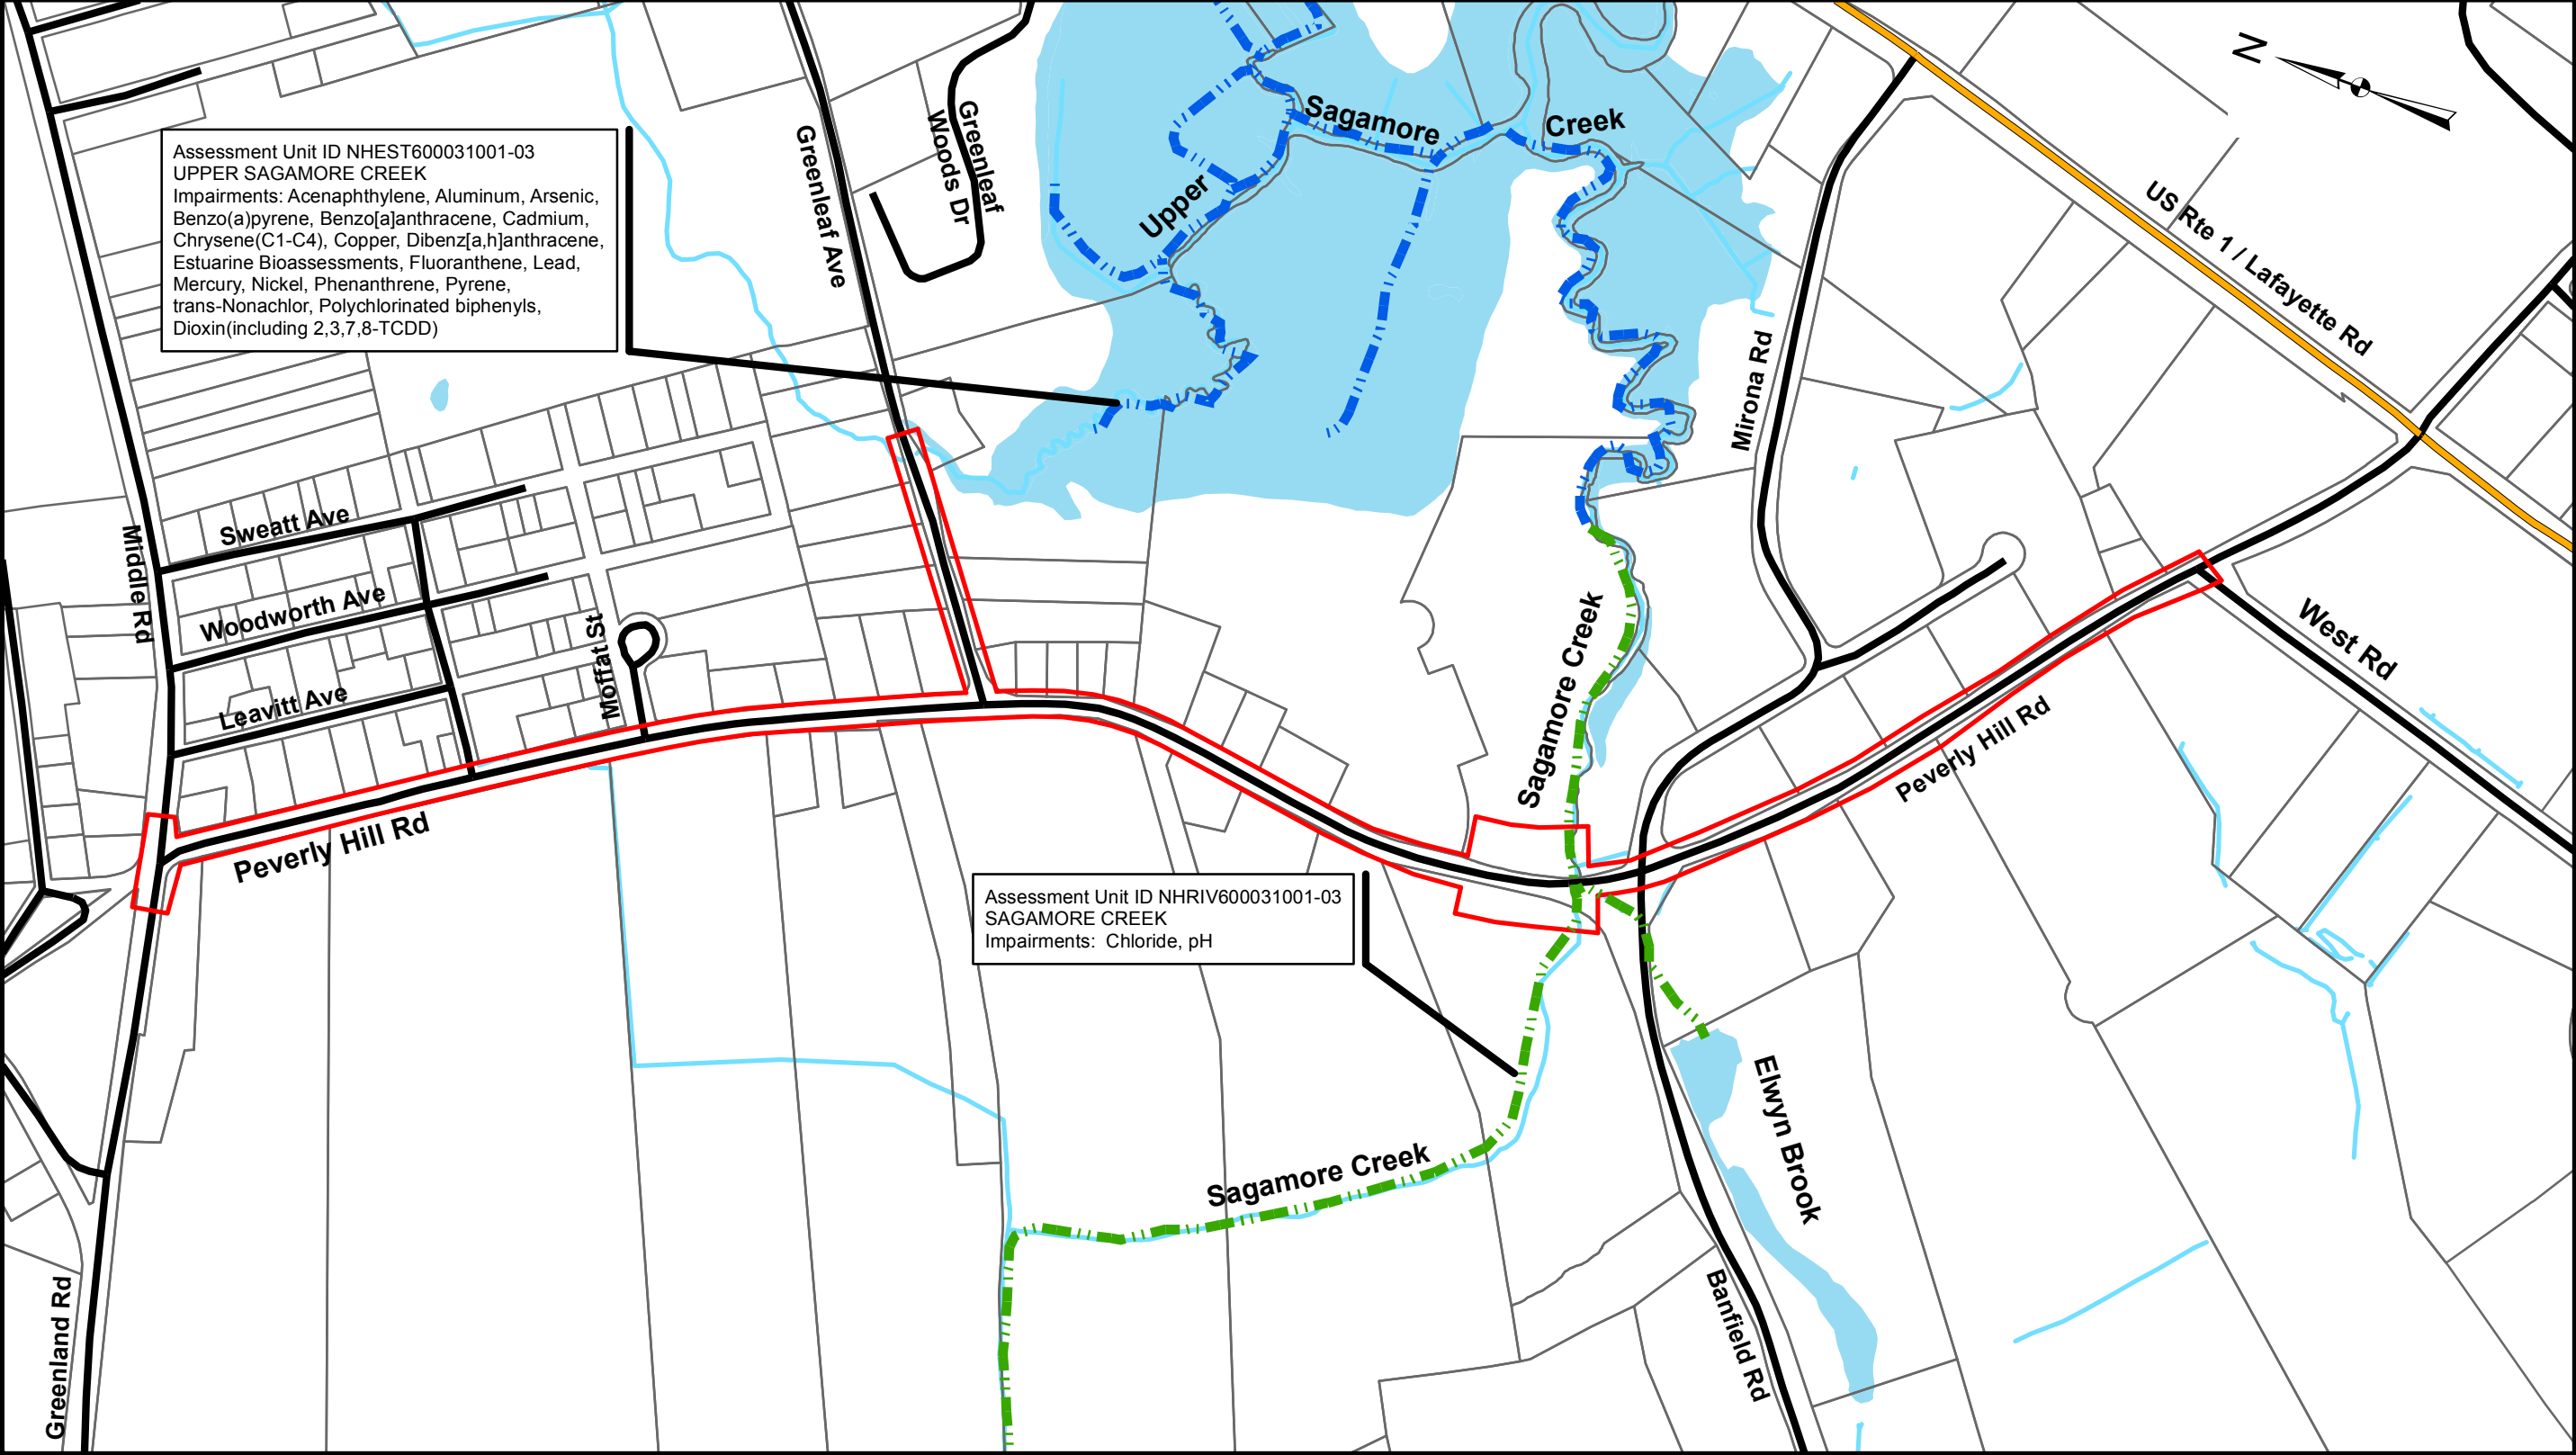 N
Assessment Unit ID NHEST600031001-03
UPPER SAGAMORE CREEK
Impairments: Acenaphthylene, Aluminum, Arsenic,
Benzo(a)pyrene, Benzo[a]anthracene, Cadmium,
Chrysene(C1-C4), Copper, Dibenz[a,h]anthracene,
Estuarine Bioassessments, Fluoranthene, Lead,
Mercury, Nickel, Phenanthrene, Pyrene,
trans-Nonachlor, Polychlorinated biphenyls,
Dioxin(including 2,3,7,8-TCDD)
Greenleaf Ave
Greenleaf
Woods Dr
Upper
Sagamore
Creek
US Rte 1 / Lafayette Rd
Mirona Rd
Middle Rd
Sweatt Ave
Woodworth Ave
Leavitt Ave
Moffat St
Sagamore Creek
West Rd
Peverly Hill Rd
Peverly Hill Rd
Assessment Unit ID NHRIV600031001-03
SAGAMORE CREEK
Impairments:  Chloride, pH
Sagamore Creek
Elwyn Brook
Banfield Rd
Greenland Rd